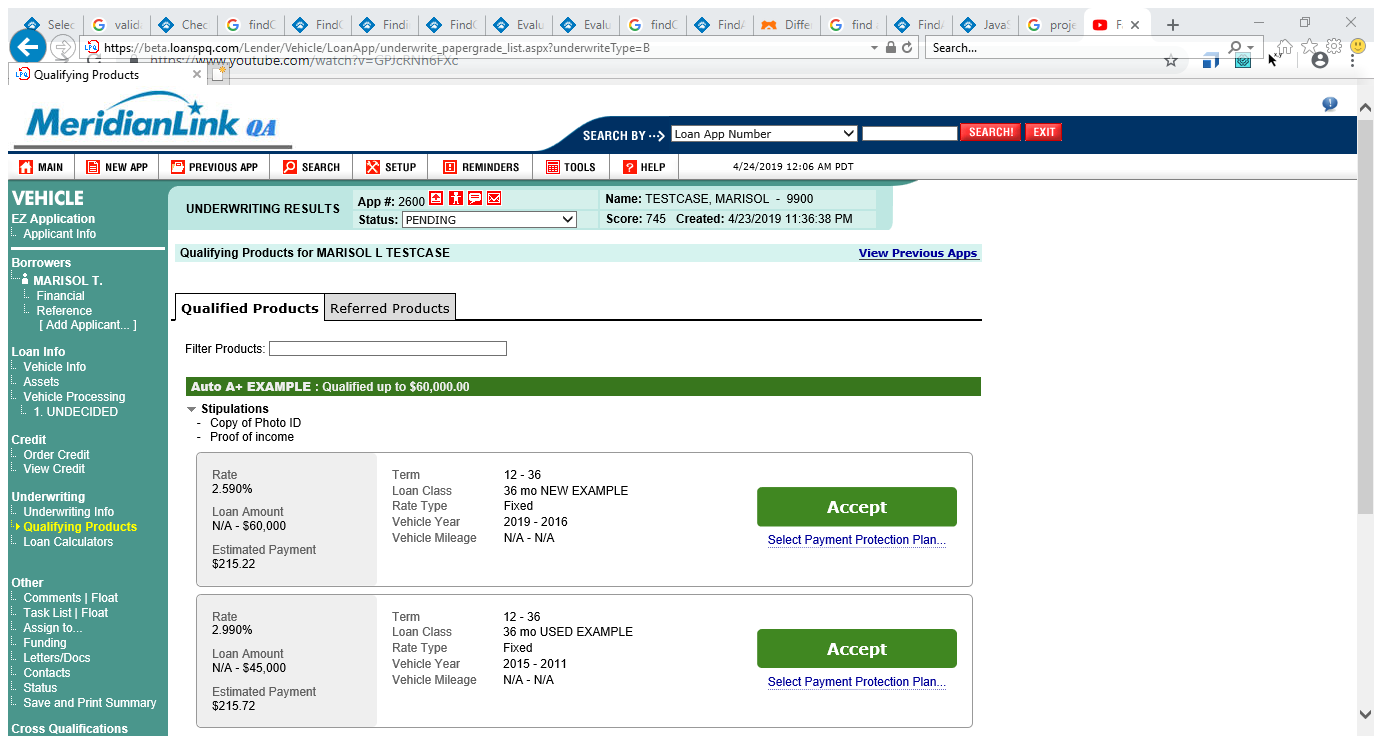 Selec
valid
Chec
findC
FindC
Findi
FindC
Evalu
Evalu
findC
FindA
Differ
find a
FindA
JavaS
proje
F
https://beta.loanspq.com/Lender/Vehicle/LoanApp/underwrite_papergrade_list.aspx?underwriteType=B
Search...
Qualifying Products
MeridianLink QA
SEARCH BY
Loan App Number
SEARCH!
EXIT
MAIN
NEW APP
PREVIOUS APP
SEARCH
SETUP
REMINDERS
TOOLS
HELP
4/24/2019 12:06 AM PDT
VEHICLE
EZ Application
Applicant Info
Borrowers
MARISOL T.
Financial
Reference
[ Add Applicant... ]
Loan Info
Vehicle Info
Assets
Vehicle Processing
1. UNDECIDED
Credit
Order Credit
View Credit
Underwriting
Underwriting Info
Qualifying Products
Loan Calculators
Other
Comments | Float
Task List | Float
Assign to...
Funding
Letters/Docs
Contacts
Status
Save and Print Summary
Cross Qualifications
UNDERWRITING RESULTS
App #: 2600
Status: PENDING
Name: TESTCASE, MARISOL - 9900
Score: 745 Created: 4/23/2019 11:36:38 PM
Qualifying Products for MARISOL L TESTCASE
View Previous Apps
Qualified Products
Referred Products
Filter Products:
Auto A+ EXAMPLE : Qualified up to $60,000.00
Stipulations
- Copy of Photo ID
- Proof of income
Rate
2.590%
Loan Amount
N/A - $60,000
Estimated Payment
$215.22
Term 12 - 36
Loan Class 36 mo NEW EXAMPLE
Rate Type Fixed
Vehicle Year 2019 - 2016
Vehicle Mileage N/A - N/A
Accept
Select Payment Protection Plan...
Rate
2.990%
Loan Amount
N/A - $45,000
Estimated Payment
$215.72
Term 12 - 36
Loan Class 36 mo USED EXAMPLE
Rate Type Fixed
Vehicle Year 2015 - 2011
Vehicle Mileage N/A - N/A
Accept
Select Payment Protection Plan...